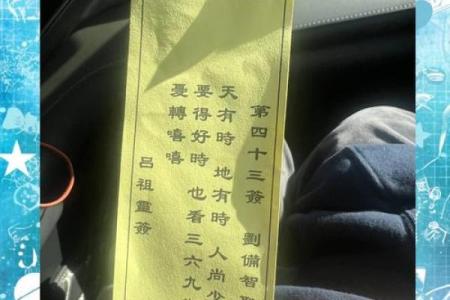 第四十三簽 劉備智
天有時 地有時 人尚少
要得好時 也看三六九
憂轉嘻嘻
呂祖靈簽